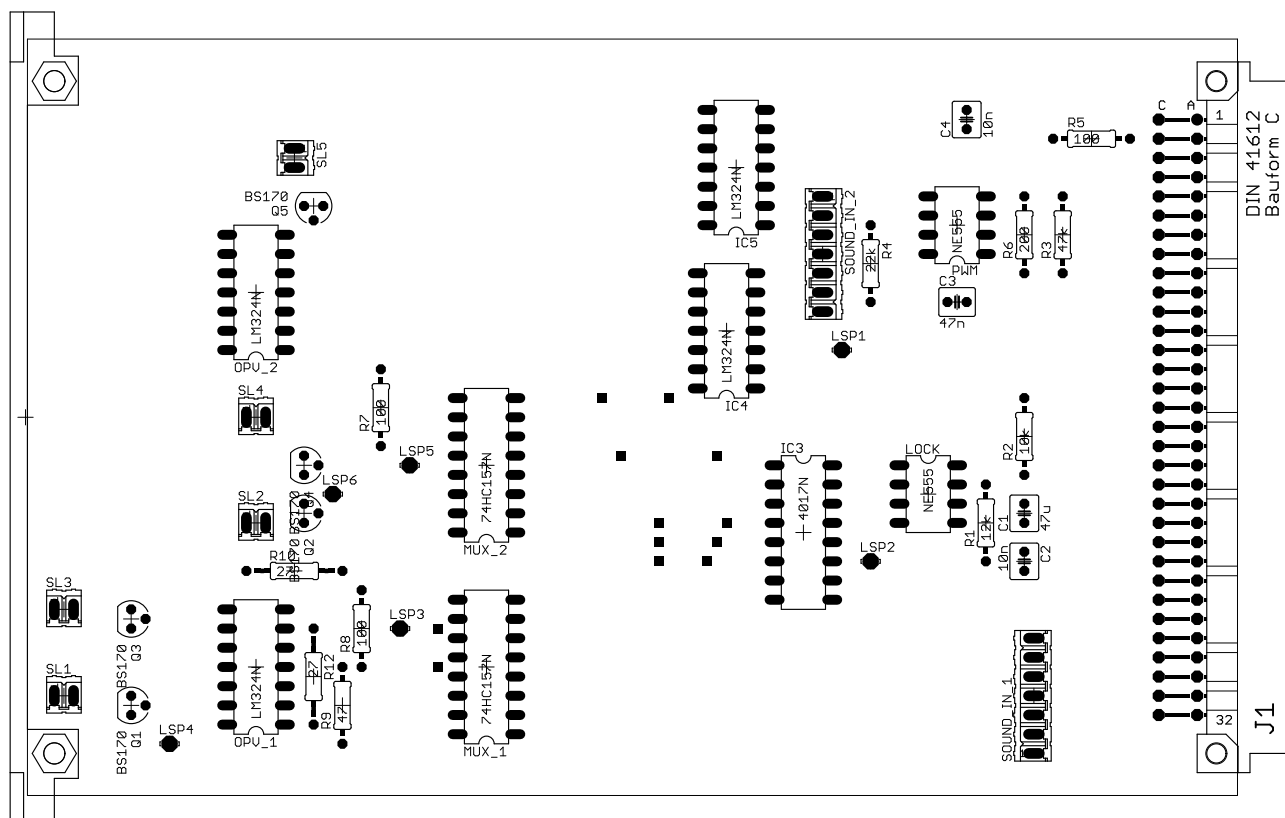 C A
1
DIN 41612
Bauform C
C4
10n
R5
100
SL5
BS170
Q5
LM324N
IC5
SOUND_IN_2
R4
22k
NE555
PWM
R6
200
R3
47k
C3
47n
LM324N
OPV_2
LM324N
IC4
LSP1
SL4
R7
100
LSP5
LSP6
BS170
Q4
SL2
BS170
Q2
74HC157N
MUX_2
IC3
4017N
LOCK
NE555
R2
10k
R1
12k
C1
47u
10n
C2
LSP2
R10
27
SL3
BS170
Q3
SL1
BS170
Q1
LSP4
LM324N
OPV_1
R8
100
LSP3
27
R12
R9
47
74HC157N
MUX_1
SOUND_IN_1
32
J1